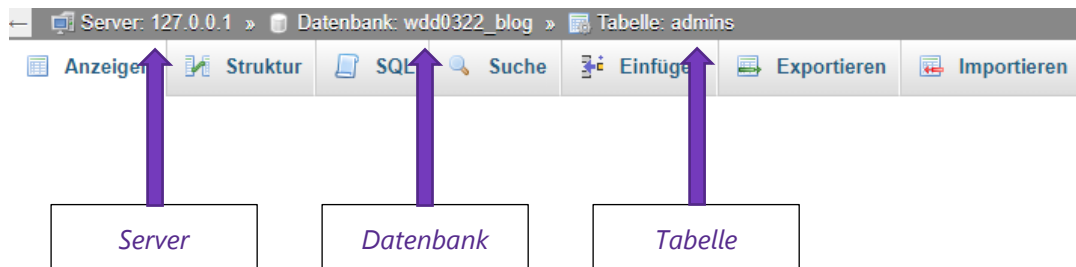 ← Server: 127.0.0.1 » Datenbank: wdd0322_blog » Tabelle: admins
Anzeigen Struktur SQL Suche Einfügen Exportieren Importieren
Server Datenbank Tabelle